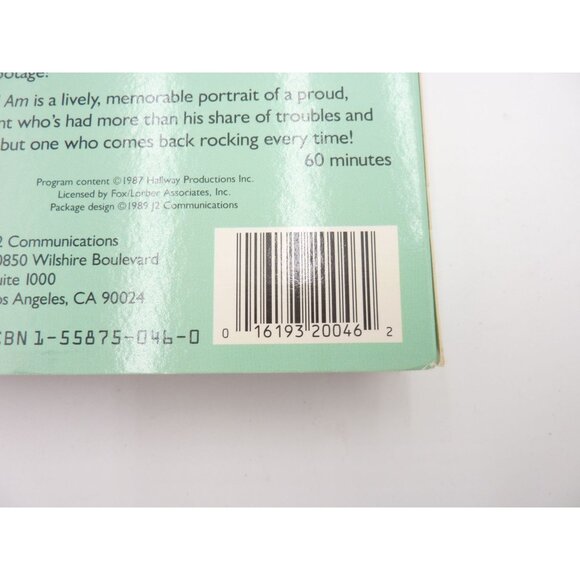 Am is a lively, memorable portrait of a proud,
who's had more than his share of troubles and
but one who comes back rocking every time!
60 minutes
Program content ©1987 Hallway Productions Inc.
Licensed by Fox/Lorber Associates, Inc.
Package design ©1989 J2 Communications
2 Communications
0850 Wilshire Boulevard
uite 1000
os Angeles, CA 90024
CBN 1-55875-046-0
0 16193 20046 2